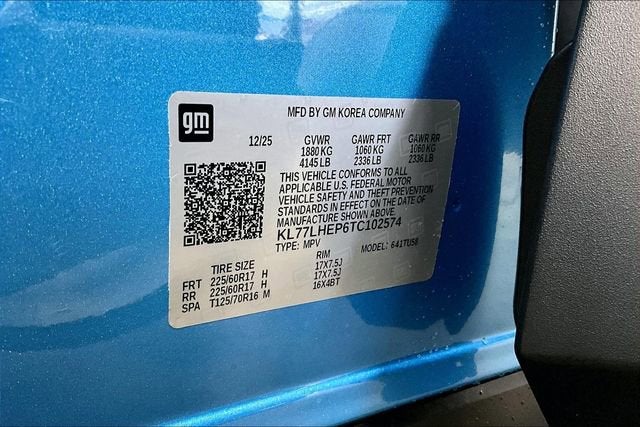 gm
MFD BY GM KOREA COMPANY
12/25 GVWR GAWR FRT GAWR RR
1880 KG 1060 KG 1060 KG
4145 LB 2336 LB 2336 LB
THIS VEHICLE CONFORMS TO ALL
APPLICABLE U.S. FEDERAL MOTOR
VEHICLE SAFETY AND THEFT PREVENTION
STANDARDS IN EFFECT ON THE DATE OF
MANUFACTURE SHOWN ABOVE.
KL77LHEP6TC102574
TYPE: MPV MODEL: 641TU58
TIRE SIZE RIM
FRT 225/60R17 H 17X7.5J
RR 225/60R17 H 17X7.5J
SPA T125/70R16 M 16X4BT